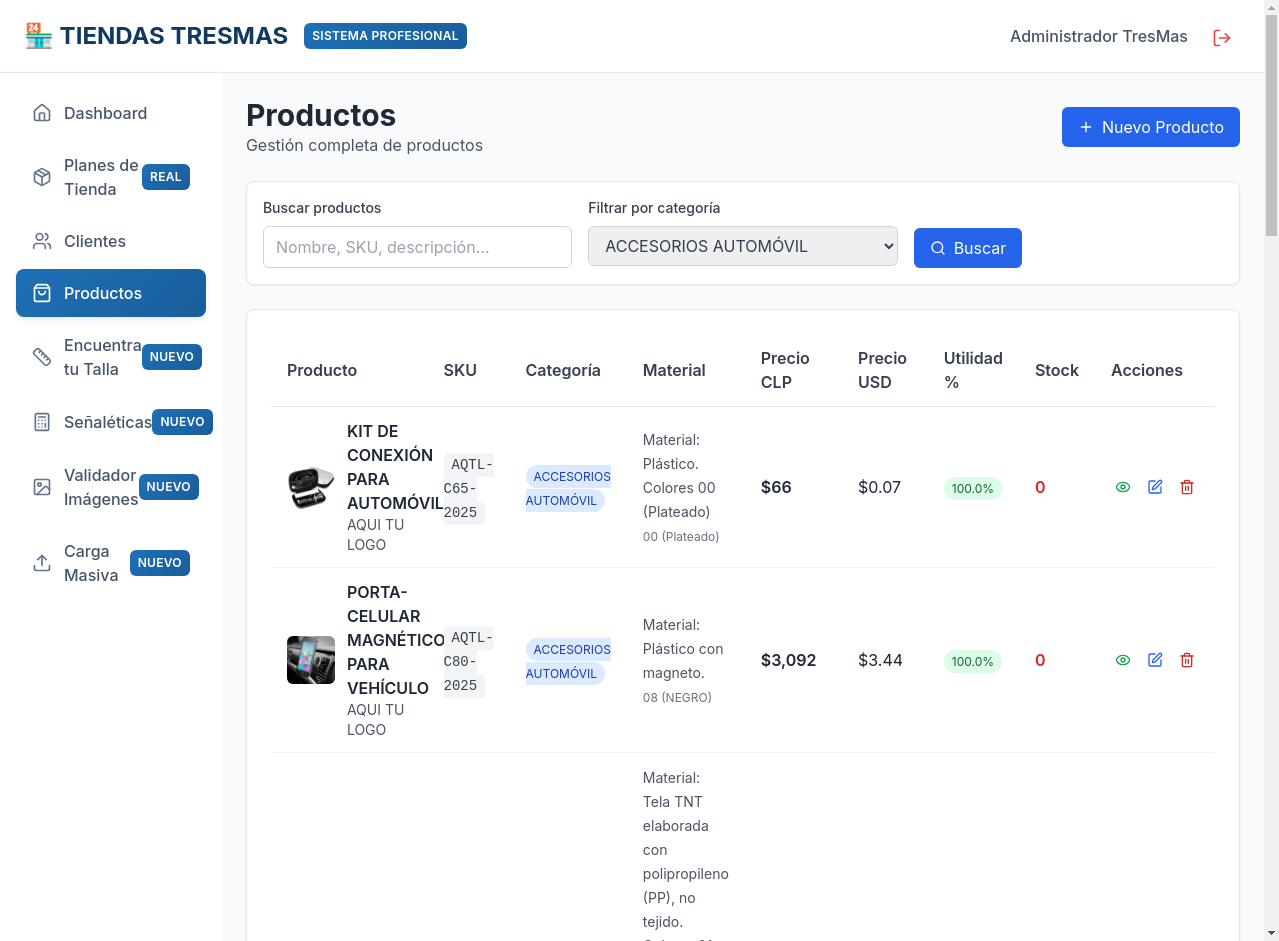 TIENDAS TRESMAS
SISTEMA PROFESIONAL
Administrador TresMas
Dashboard
Planes de
Tienda
REAL
Clientes
Productos
Encuentra
tu Talla
NUEVO
Señaléticas
NUEVO
Validador
Imágenes
NUEVO
Carga
Masiva
NUEVO
Productos
Gestión completa de productos
+ Nuevo Producto
Buscar productos
Nombre, SKU, descripción...
Filtrar por categoría
ACCESORIOS AUTOMÓVIL
Buscar
Producto
SKU
Categoría
Material
Precio
CLP
Precio
USD
Utilidad
%
Stock
Acciones
KIT DE
CONEXIÓN
PARA
AUTOMÓVIL
AQUI TU
LOGO
AQTL-
C65-
2025
ACCESORIOS
AUTOMÓVIL
Material:
Plástico.
Colores 00
(Plateado)
00 (Plateado)
$66
$0.07
100.0%
0
PORTA-
CELULAR
MAGNÉTICO
PARA
VEHÍCULO
AQUI TU
LOGO
AQTL-
C80-
2025
ACCESORIOS
AUTOMÓVIL
Material:
Plástico con
magneto.
08 (NEGRO)
$3,092
$3.44
100.0%
0
Material:
Tela TNT
elaborada
con
polipropileno
(PP), no
tejido.